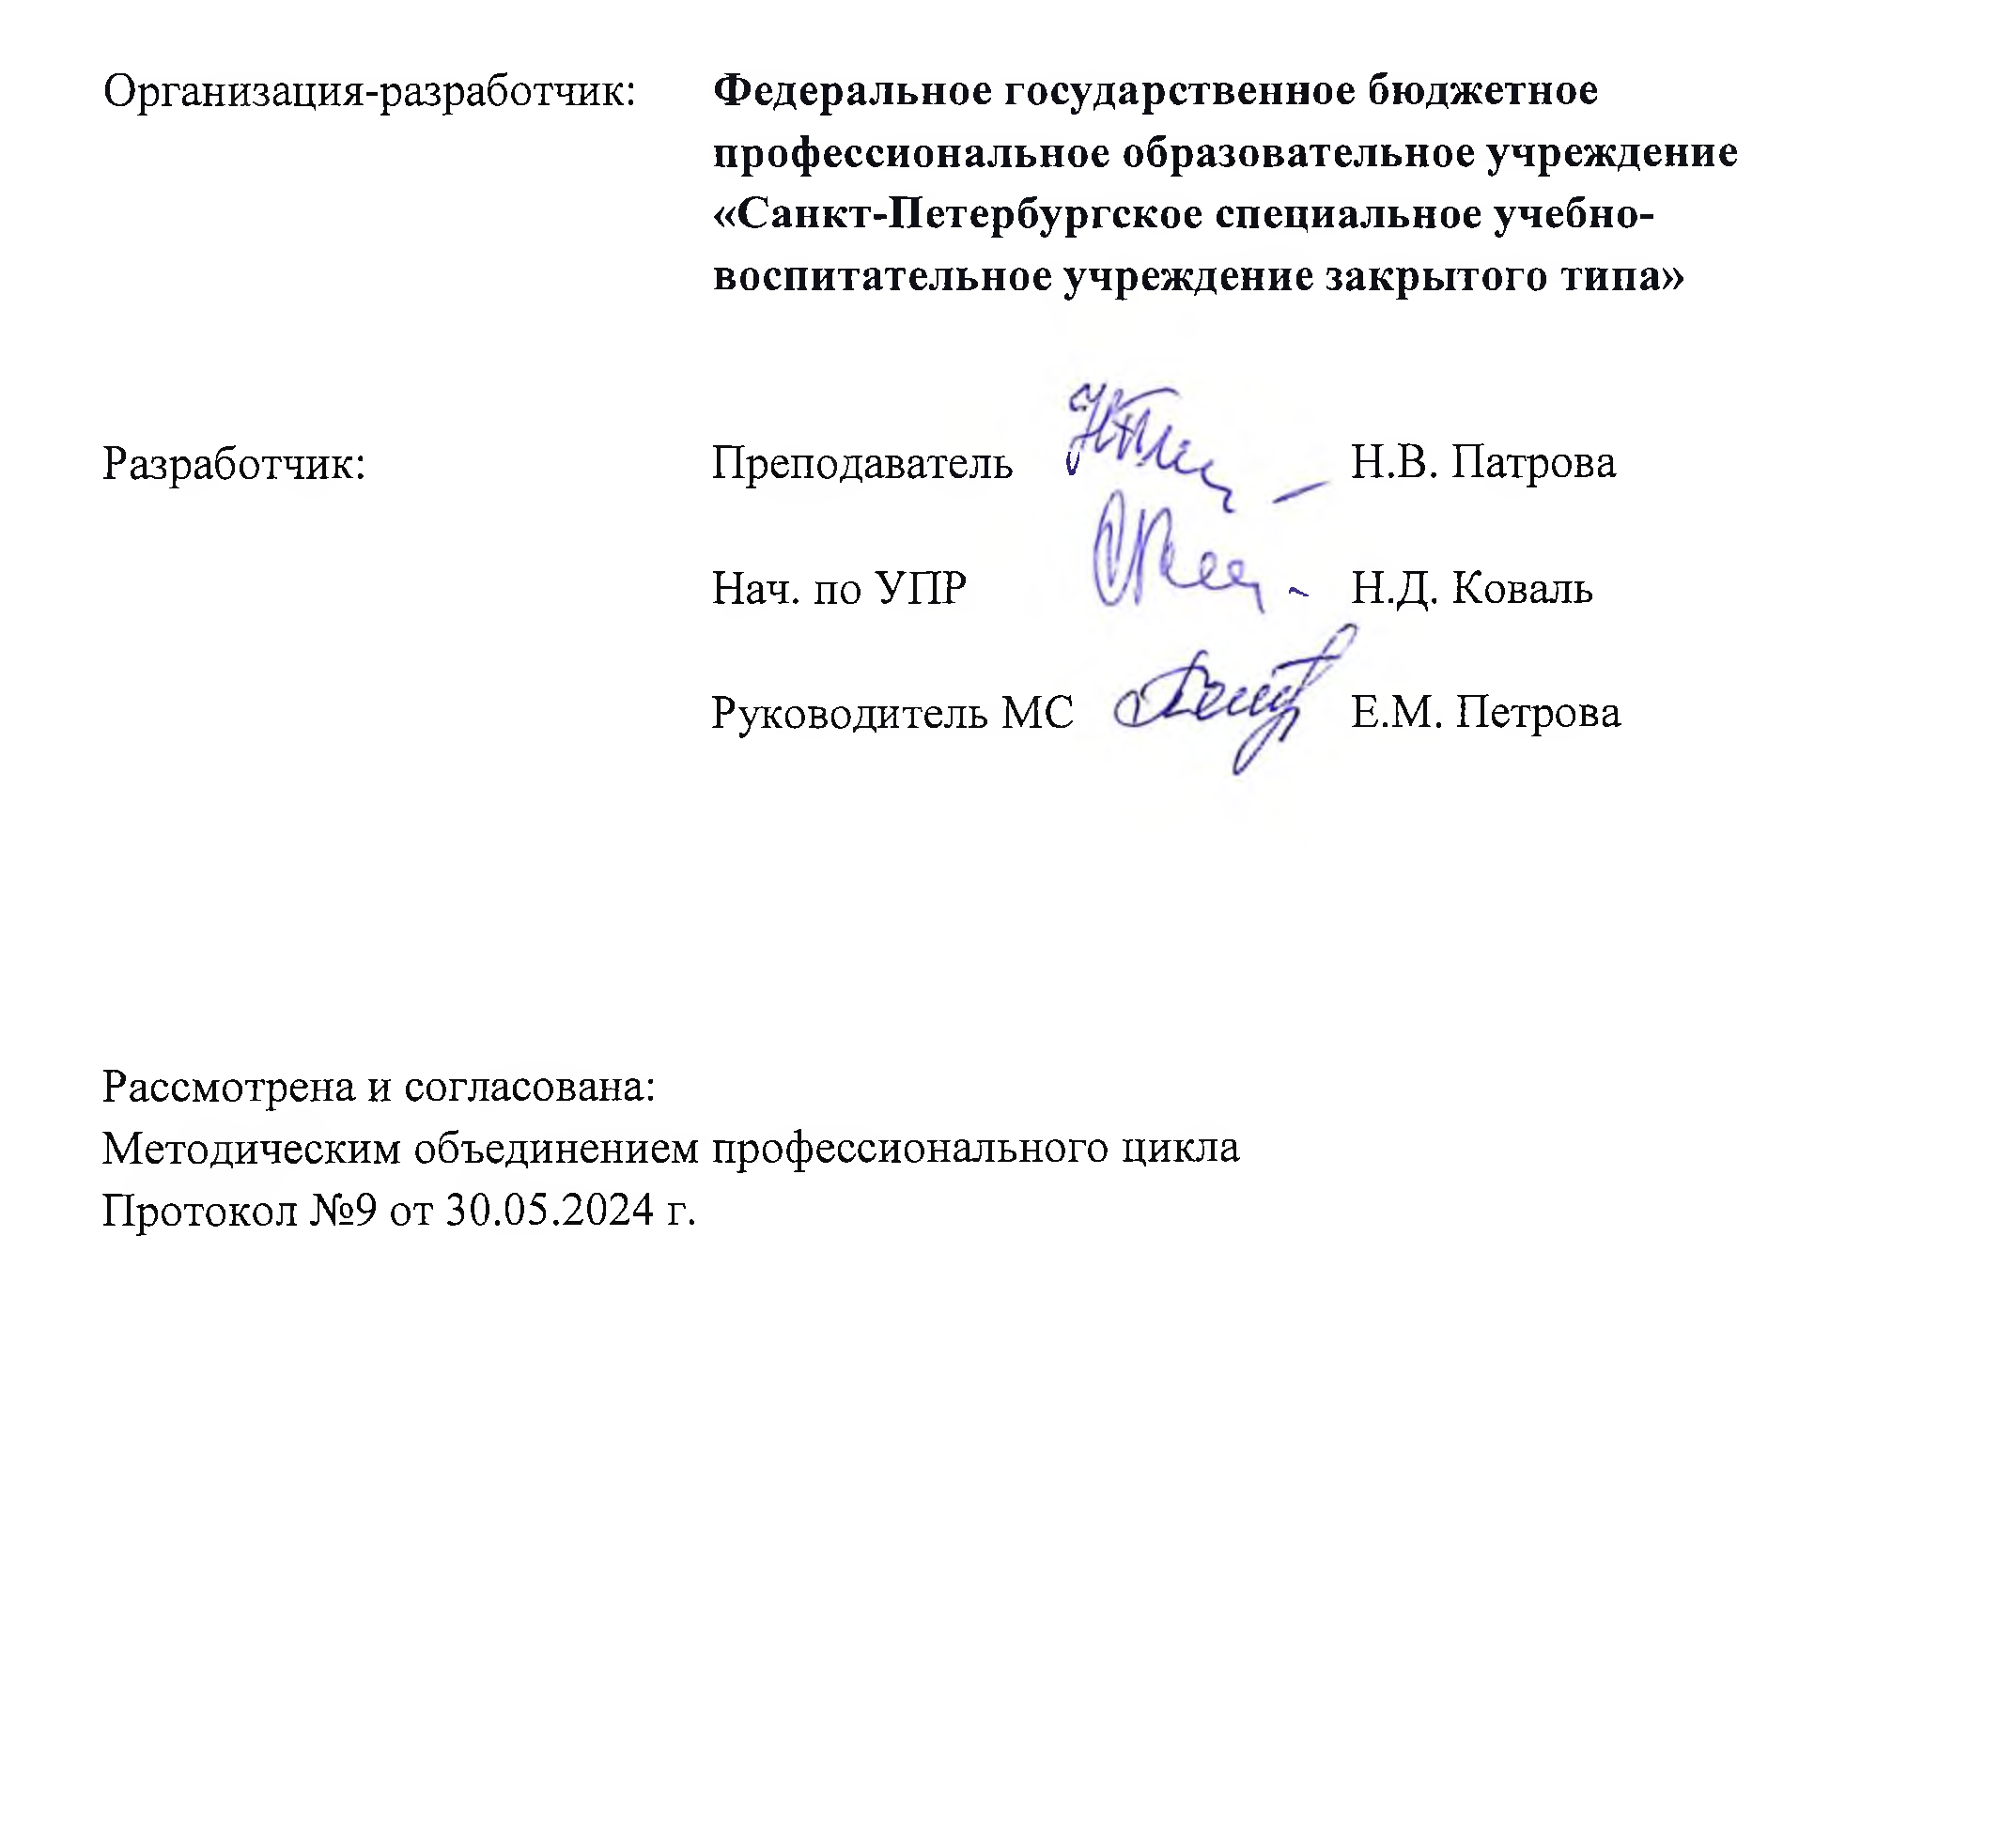 Организация-разработчик: Федеральное государственное бюджетное
профессиональное образовательное учреждение
«Санкт-Петербургское специальное учебно-
воспитательное учреждение закрытого типа»
Разработчик: Преподаватель Н.В. Патрова
Нач. по УПР Н.Д. Коваль
Руководитель МС Е.М. Петрова
Рассмотрена и согласована:
Методическим объединением профессионального цикла
Протокол №9 от 30.05.2024 г.